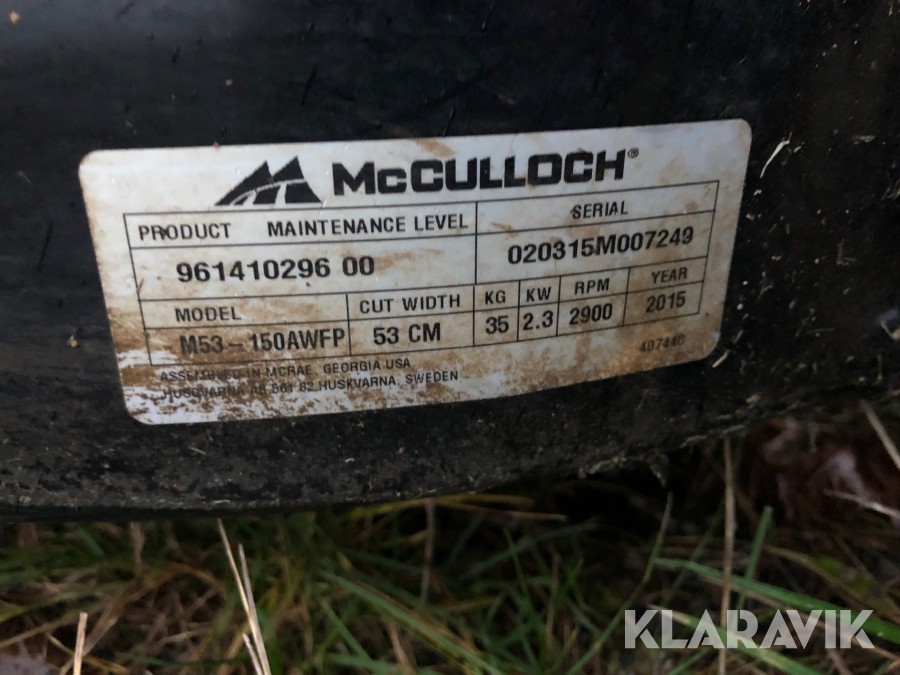 McCULLOCH®
PRODUCT MAINTENANCE LEVEL SERIAL
961410296 00 020315M007249
MODEL CUT WIDTH KG KW RPM YEAR
M53-150AWFP 53 CM 35 2.3 2900 2015
ASSEMBLED IN MCRAE, GEORGIA USA 407440
HUSQVARNA AB 561 82 HUSKVARNA, SWEDEN
KLARAVIK